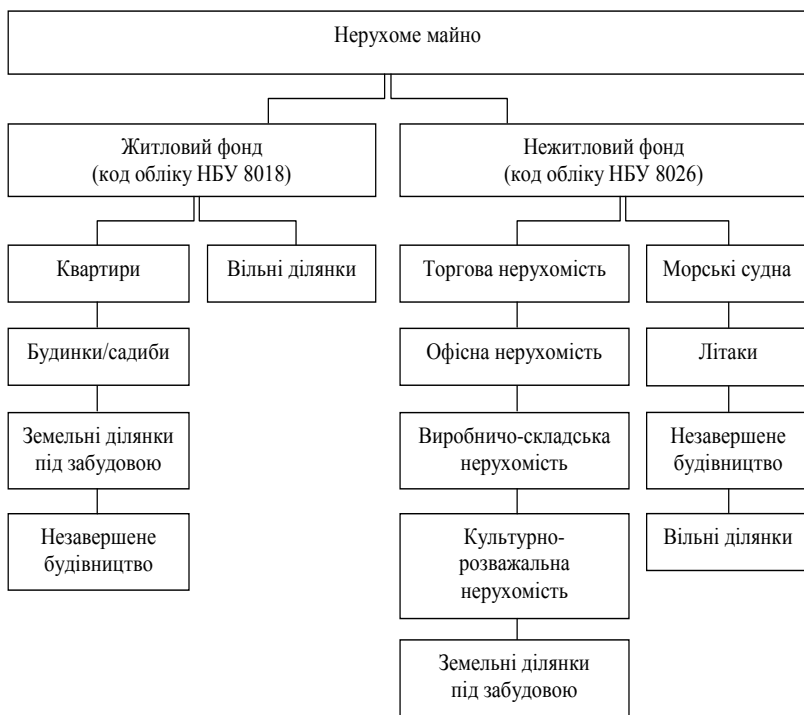 Нерухоме майно
Житловий фонд
(код обліку НБУ 8018)
Нежитловий фонд
(код обліку НБУ 8026)
Квартири
Вільні ділянки
Торгова нерухомість
Морські судна
Будинки/садиби
Офісна нерухомість
Літаки
Земельні ділянки
під забудовою
Виробничо-складська
нерухомість
Незавершене
будівництво
Незавершене
будівництво
Культурно-
розважальна
нерухомість
Вільні ділянки
Земельні ділянки
під забудовою